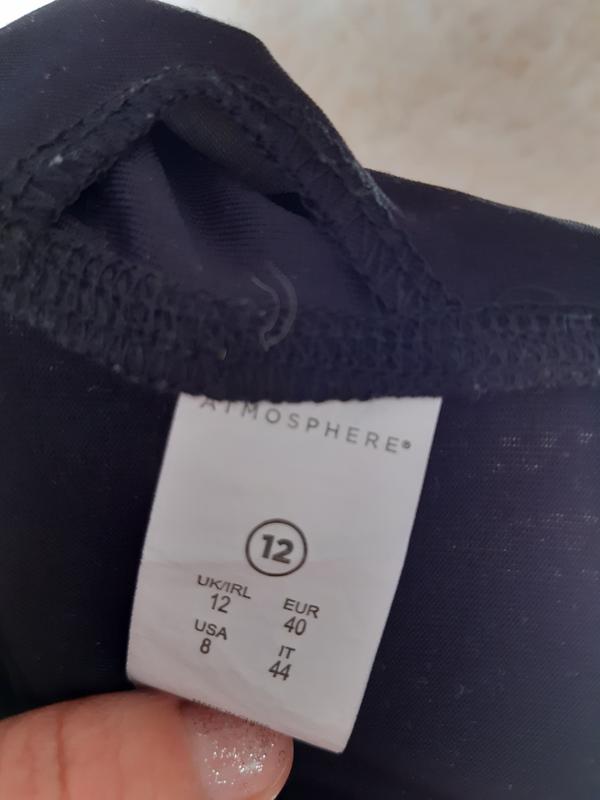 ATMOSPHERE®
12
UK/IRL EUR
12 40
USA IT
8 44